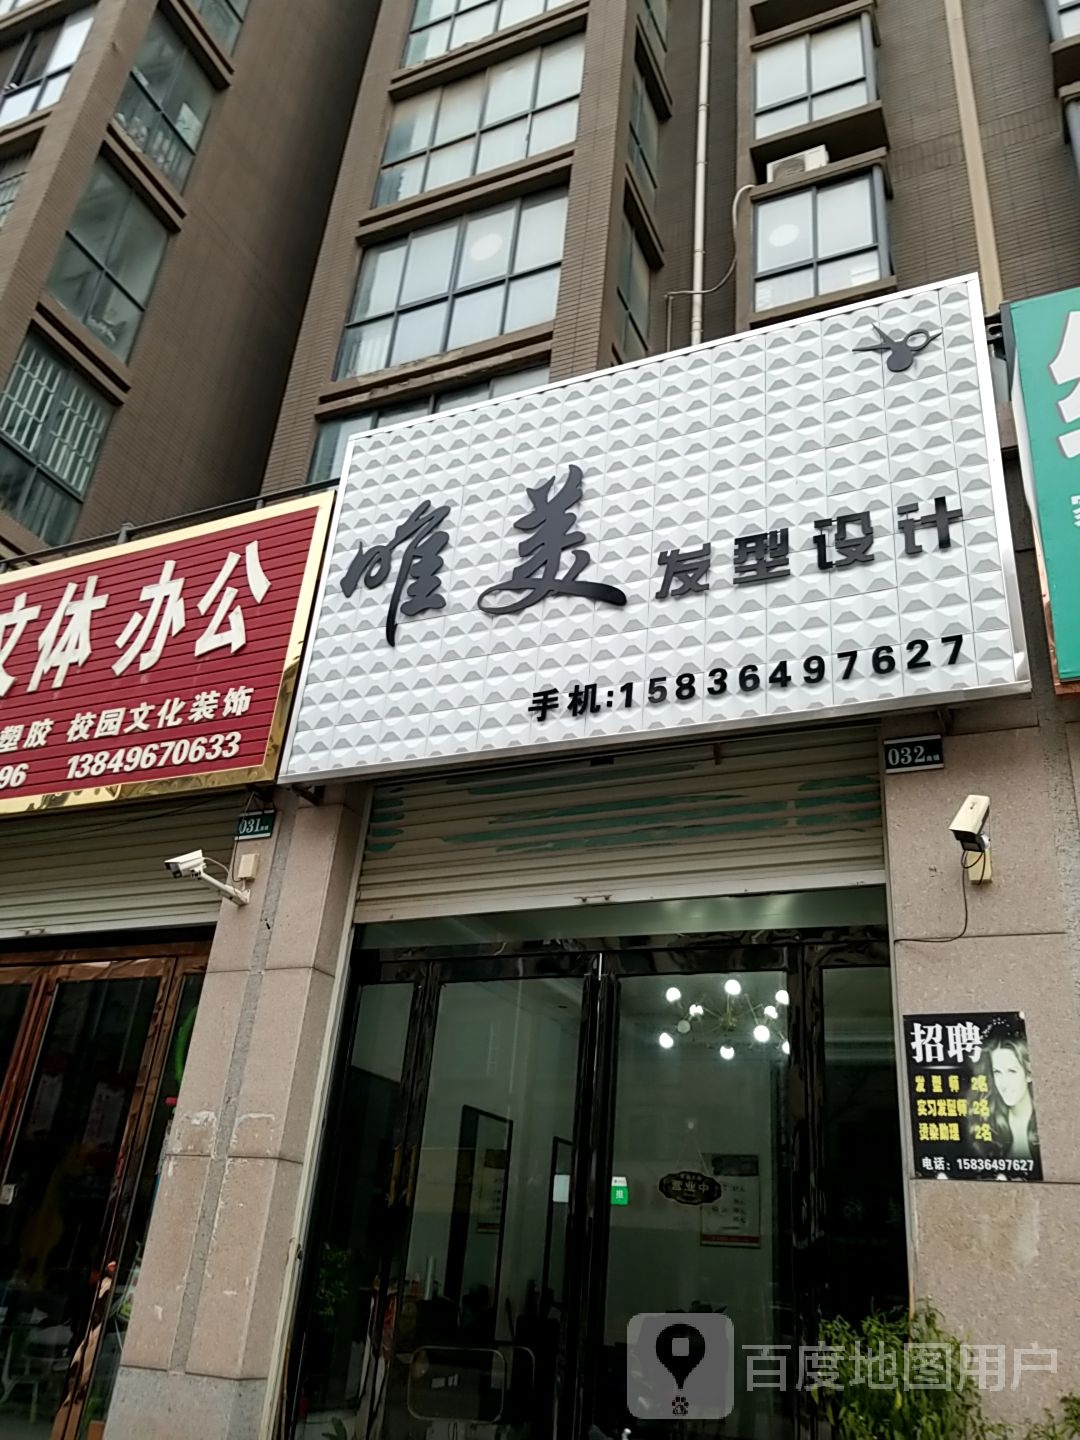 唯美发型设计
手机:15836497627
文体办公
塑胶 校园文化装饰
96 13849670633
031
032
招聘
发型师 2名
实习发型师 2名
烫染助理 2名
电话:15836497627
营业中
推
百度地图用户